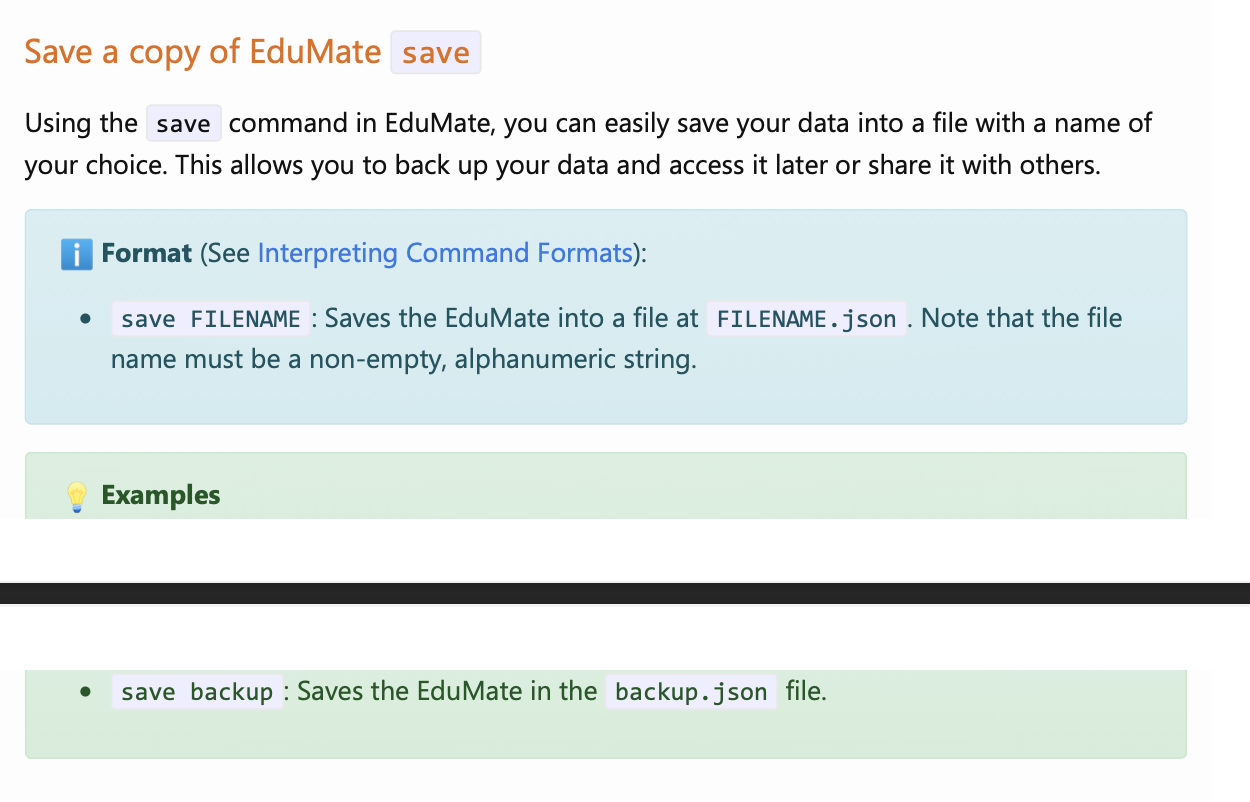 Save a copy of EduMate save
Using the save command in EduMate, you can easily save your data into a file with a name of
your choice. This allows you to back up your data and access it later or share it with others.
Format (See Interpreting Command Formats):
• save FILENAME: Saves the EduMate into a file at FILENAME.json. Note that the file
name must be a non-empty, alphanumeric string.
Examples
• save backup: Saves the EduMate in the backup.json file.